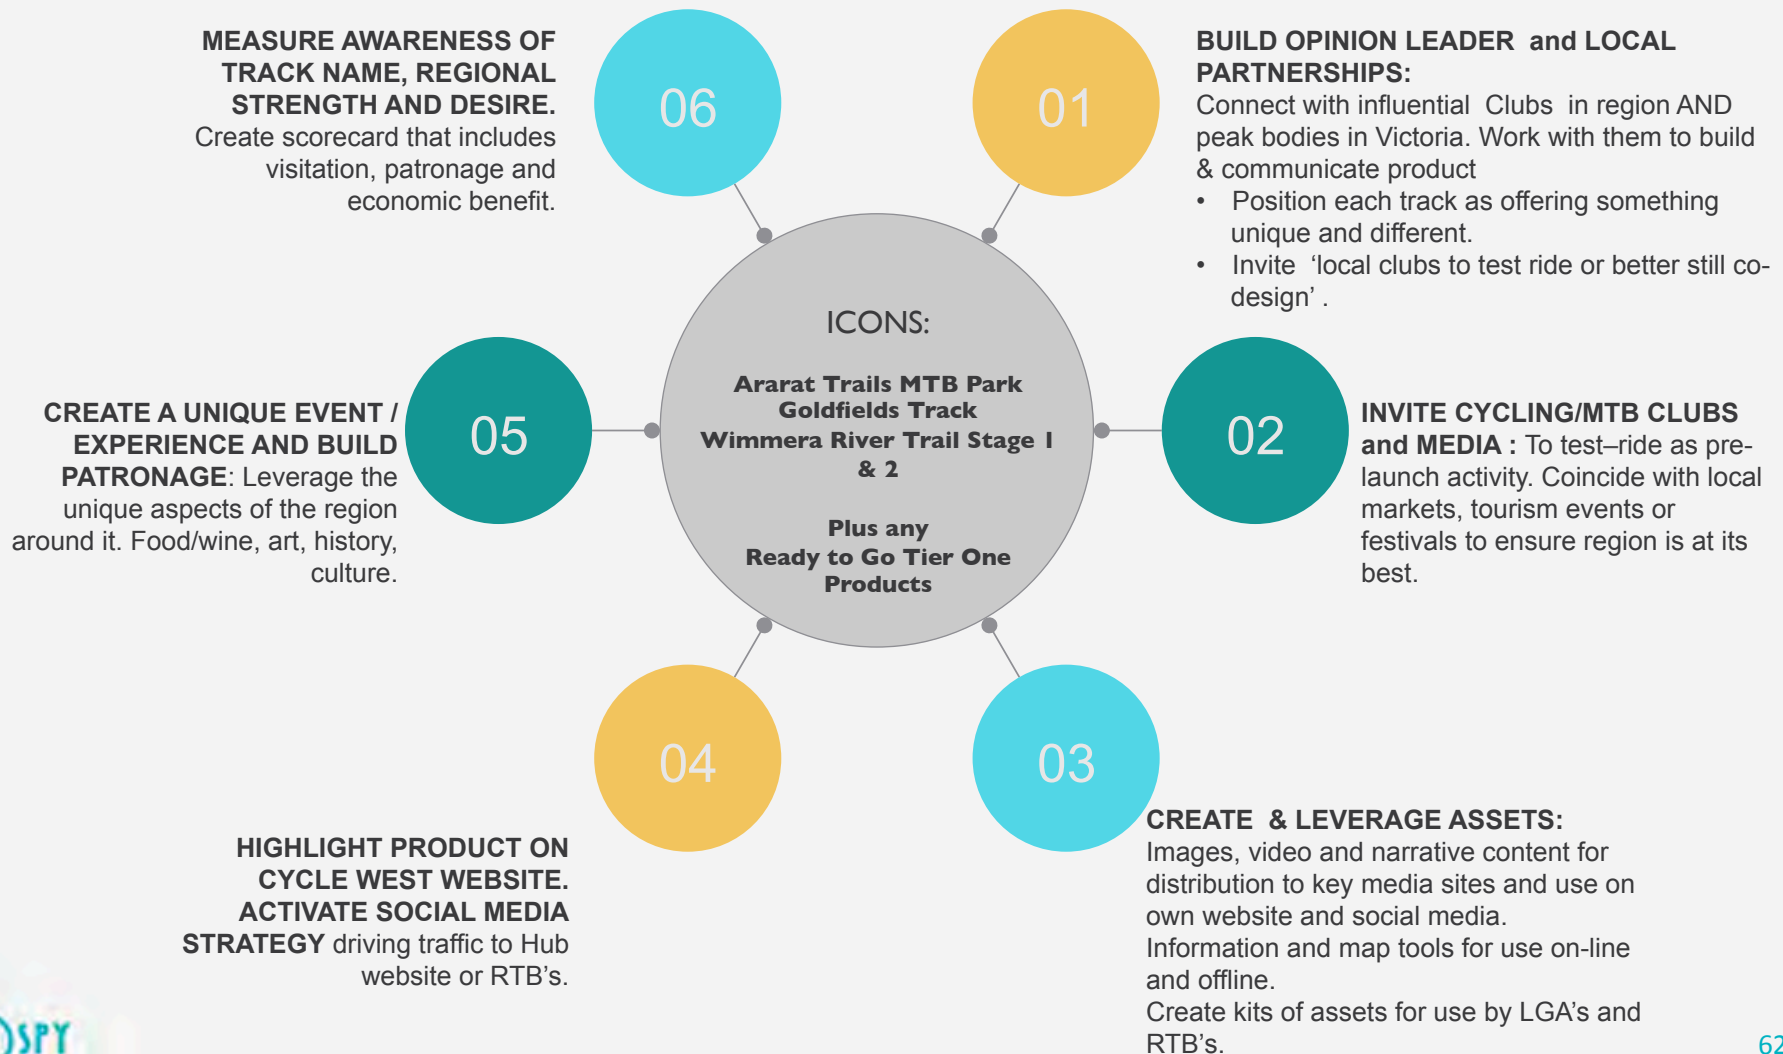 MEASURE AWARENESS OF
TRACK NAME, REGIONAL
STRENGTH AND DESIRE.
Create scorecard that includes
visitation, patronage and
economic benefit.
06
01
BUILD OPINION LEADER  and LOCAL
PARTNERSHIPS:
Connect with influential  Clubs  in region AND
peak bodies in Victoria. Work with them to build
& communicate product
•   Position each track as offering something
unique and different.
•   Invite  ‘local clubs to test ride or better still co-
design’ .
ICONS:
Ararat Trails MTB Park
Goldfields Track
Wimmera River Trail Stage 1
& 2
Plus any
Ready to Go Tier One
Products
CREATE A UNIQUE EVENT /
EXPERIENCE AND BUILD
PATRONAGE: Leverage the
unique aspects of the region
around it. Food/wine, art, history,
culture.
05
02
INVITE CYCLING/MTB CLUBS
and MEDIA : To test–ride as pre-
launch activity. Coincide with local
markets, tourism events or
festivals to ensure region is at its
best.
04
03
HIGHLIGHT PRODUCT ON
CYCLE WEST WEBSITE.
ACTIVATE SOCIAL MEDIA
STRATEGY driving traffic to Hub
website or RTB’s.
CREATE  & LEVERAGE ASSETS:
Images, video and narrative content for
distribution to key media sites and use on
own website and social media.
Information and map tools for use on-line
and offline.
Create kits of assets for use by LGA’s and
RTB’s.
SPY
62